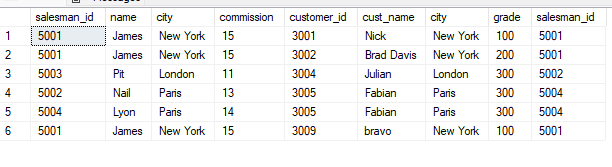 salesman_id name city commission customer_id cust_name city grade salesman_id
1 5001 James New York 15 3001 Nick New York 100 5001
2 5001 James New York 15 3002 Brad Davis New York 200 5001
3 5003 Pit London 11 3004 Julian London 300 5002
4 5002 Nail Paris 13 3005 Fabian Paris 300 5004
5 5004 Lyon Paris 14 3005 Fabian Paris 300 5004
6 5001 James New York 15 3009 bravo New York 100 5001